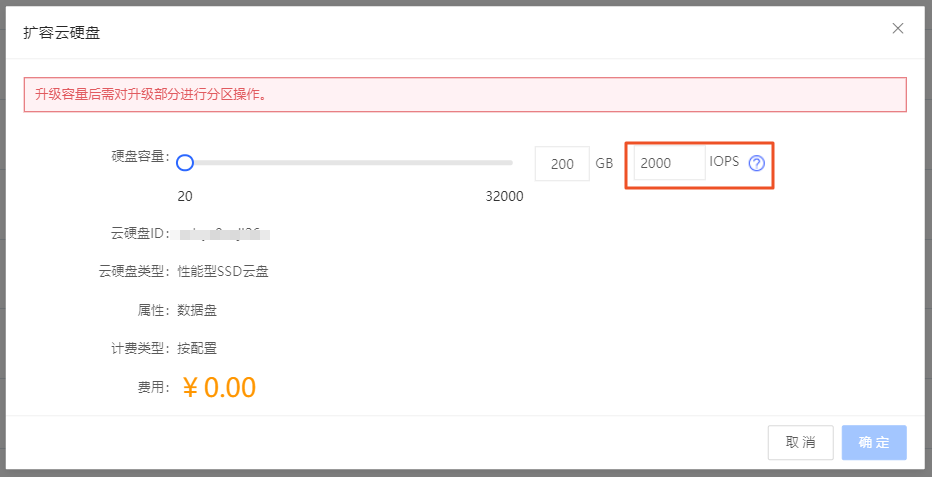 扩容云硬盘
升级容量后需对升级部分进行分区操作。
硬盘容量: 200 GB 2000 IOPS ?
20 32000
云硬盘ID:
云硬盘类型: 性能型SSD云盘
属性: 数据盘
计费类型: 按配置
费用: ¥ 0.00
取 消 确 定